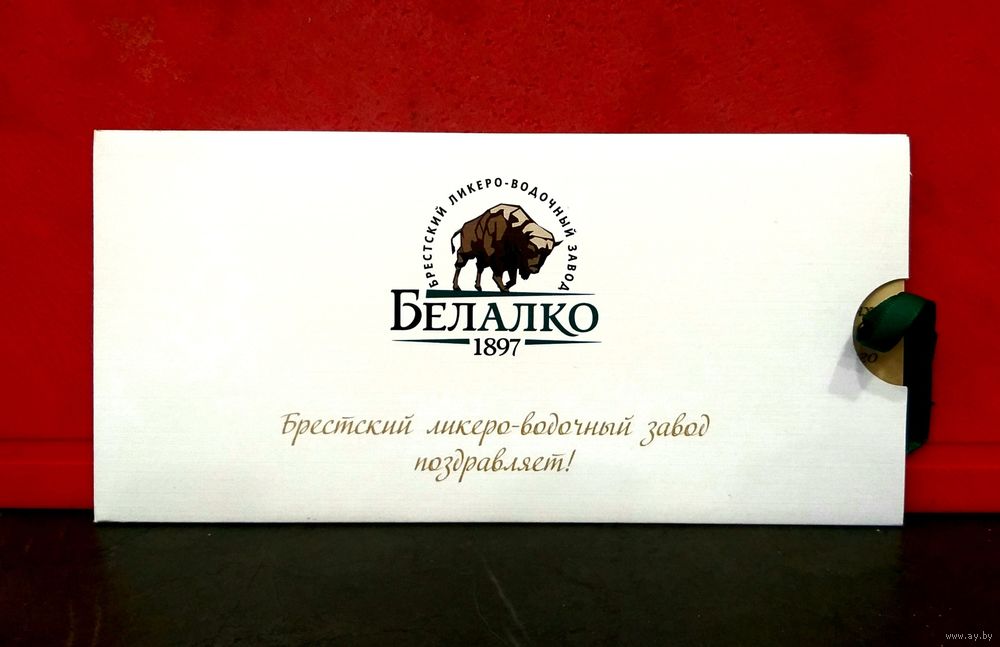 БРЕСТСКИЙ ЛИКЕРО-ВОДОЧНЫЙ ЗАВОД
БЕЛАЛКО
1897
Брестский ликеро-водочный завод
поздравляет!
www.ay.by